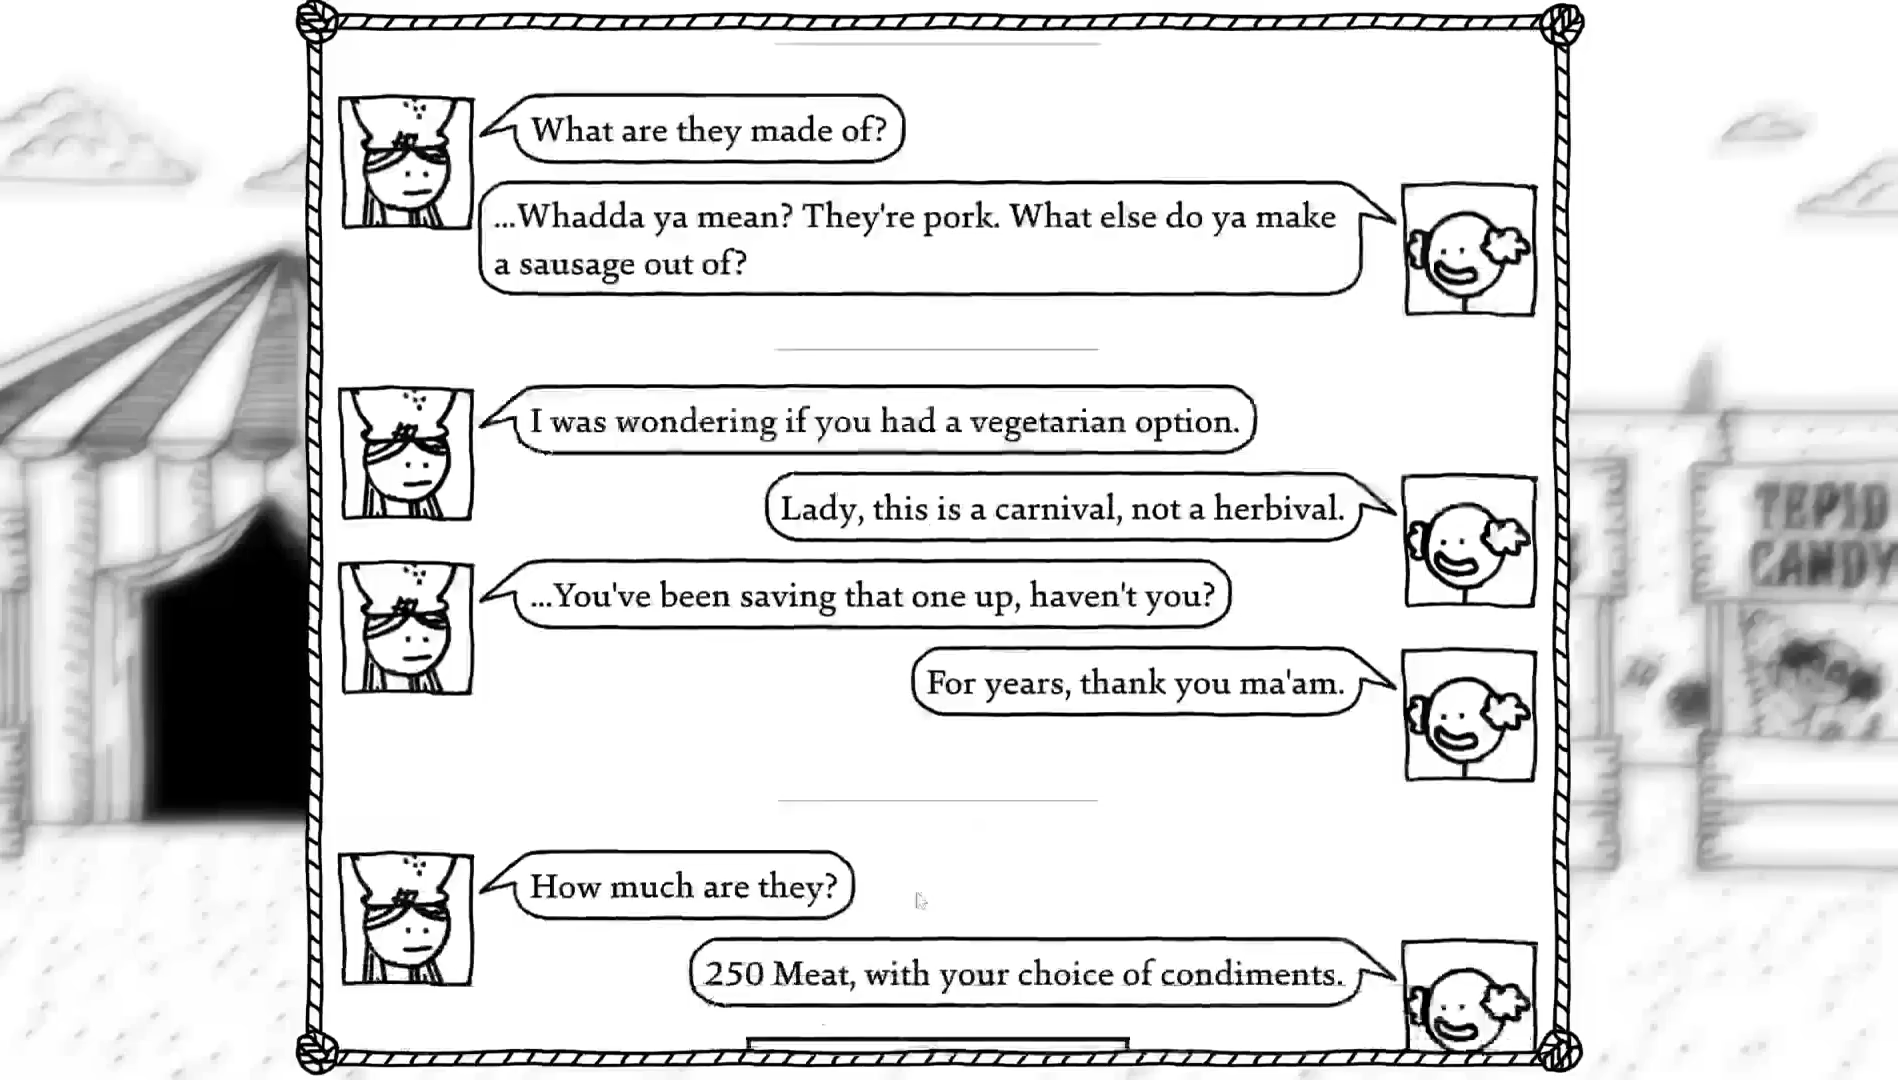 What are they made of?
...Whadda ya mean? They're pork. What else do ya make
a sausage out of?
I was wondering if you had a vegetarian option.
Lady, this is a carnival, not a herbival.
...You've been saving that one up, haven't you?
For years, thank you ma'am.
How much are they?
250 Meat, with your choice of condiments.
TEPID
CANDY